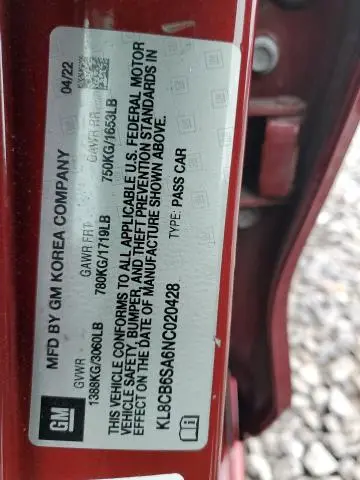 MFD BY GM KOREA COMPANY 04/22
GVWR GAWR FRT GAWR RR
1388KG/3060LB 780KG/1719LB 750KG/1653LB
THIS VEHICLE CONFORMS TO ALL APPLICABLE U.S. FEDERAL MOTOR
VEHICLE SAFETY, BUMPER, AND THEFT PREVENTION STANDARDS IN
EFFECT ON THE DATE OF MANUFACTURE SHOWN ABOVE.
KL8CB6SA6NC020428 TYPE: PASS CAR
GM